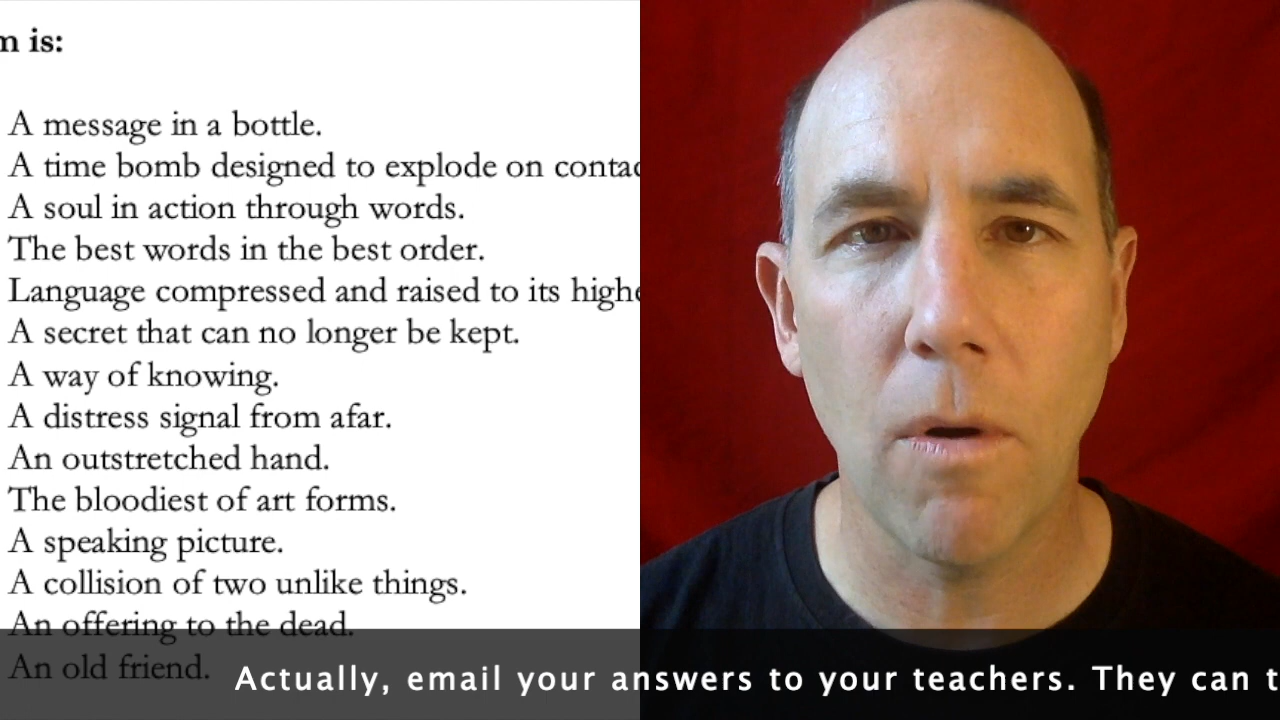 is:
A message in a bottle.
A time bomb designed to explode on
A soul in action through words.
The best words in the best order.
Language compressed and raised to its
A secret that can no longer be kept.
A way of knowing.
A distress signal from afar.
An outstretched hand.
The bloodiest of art forms.
A speaking picture.
A collision of two unlike things.
An offering to the dead.
An old friend.
Actually, email your answers to your teachers. They can